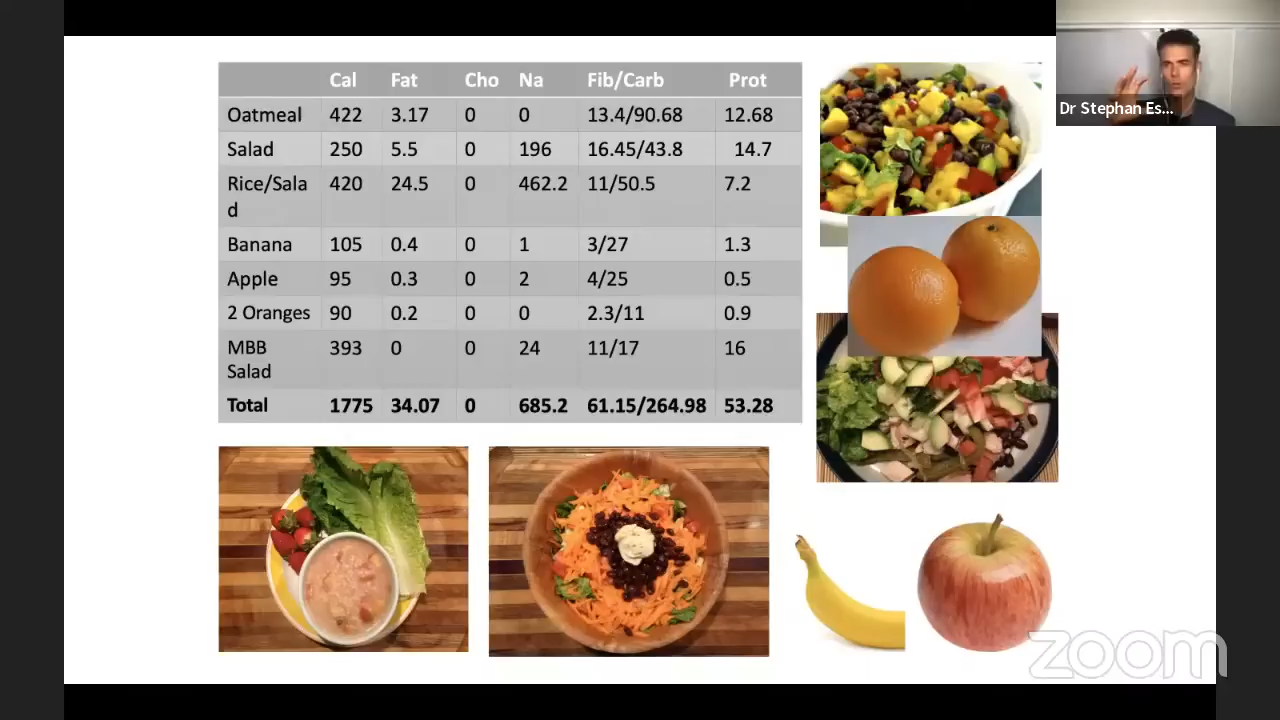 Cal Fat Cho Na Fib/Carb Prot
Oatmeal 422 3.17 0 0 13.4/90.68 12.68
Salad 250 5.5 0 196 16.45/43.8 14.7
Rice/Sala 420 24.5 0 462.2 11/50.5 7.2
d
Banana 105 0.4 0 1 3/27 1.3
Apple 95 0.3 0 2 4/25 0.5
2 Oranges 90 0.2 0 0 2.3/11 0.9
MBB 393 0 0 24 11/17 16
Salad
Total 1775 34.07 0 685.2 61.15/264.98 53.28
Dr Stephan Es...
zoom